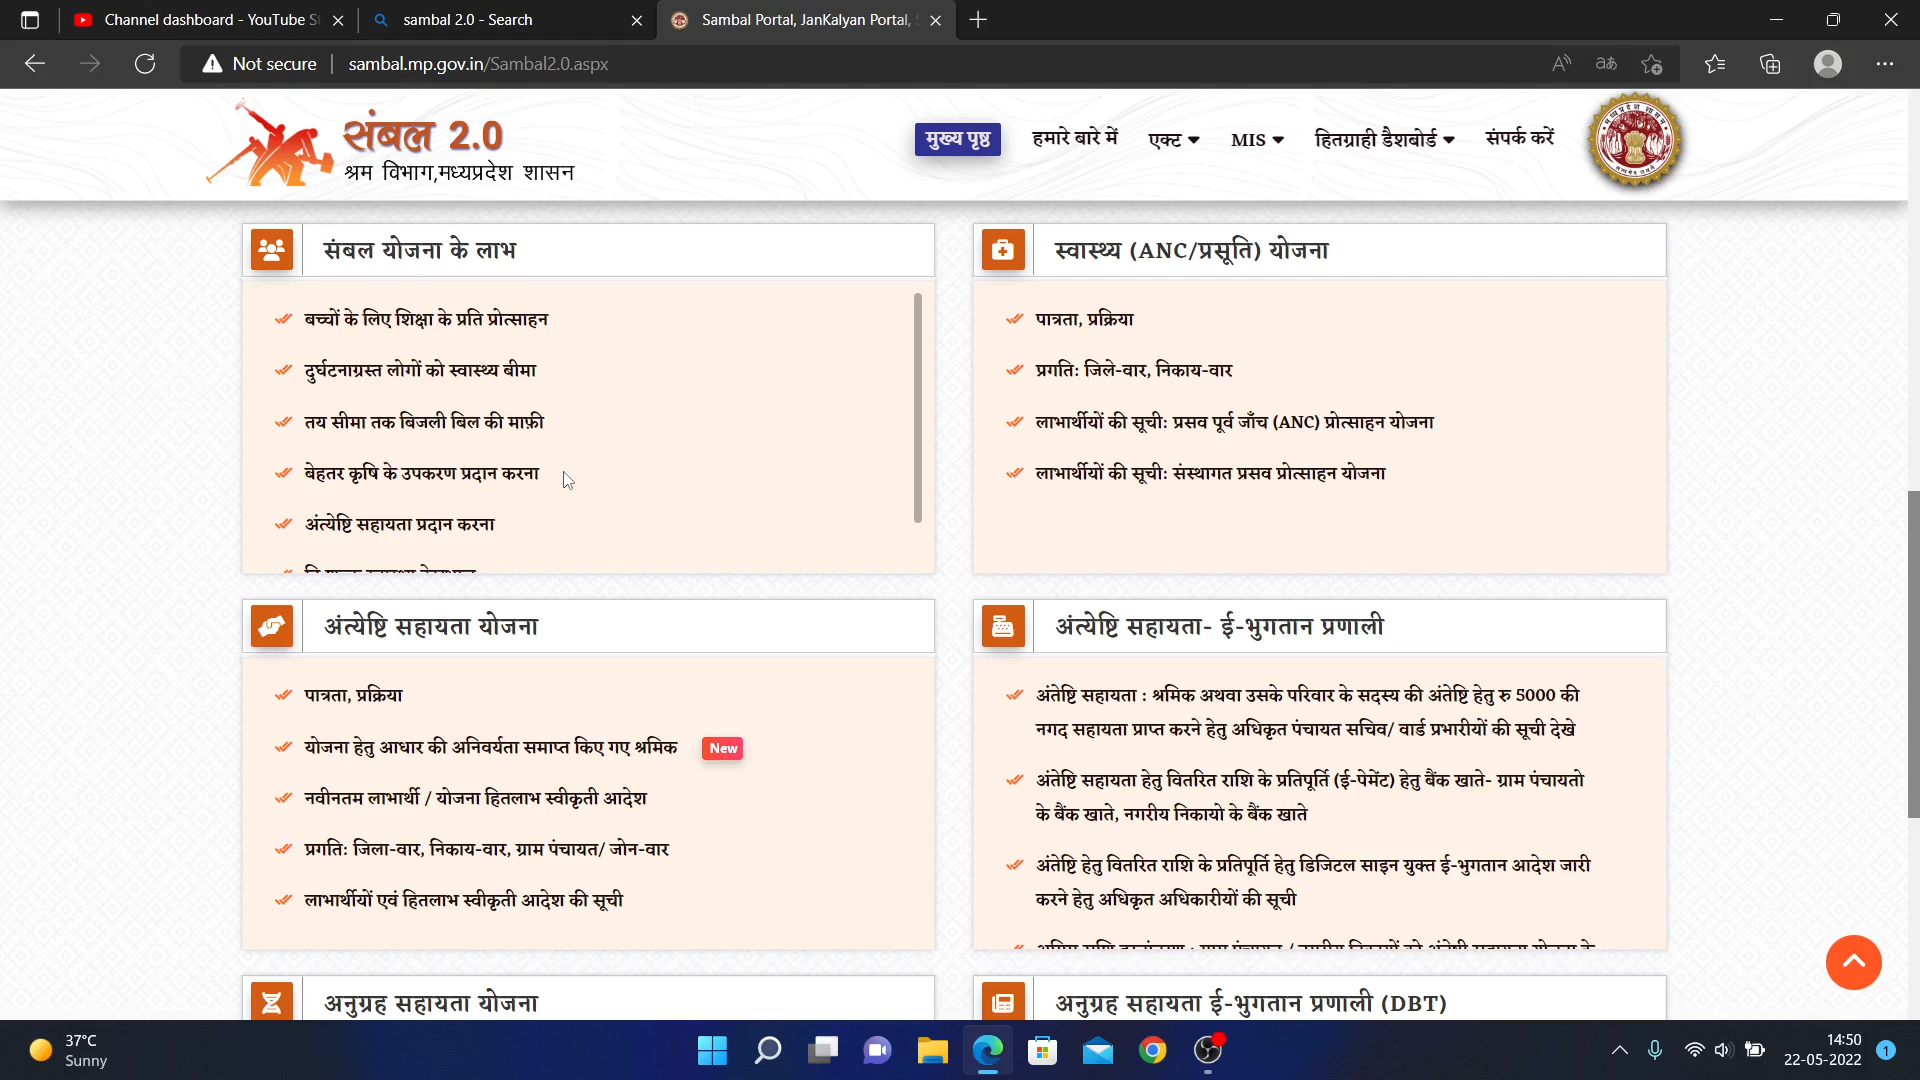 Channel dashboard - YouTube S
sambal 2.0 - Search
Sambal Portal, JanKalyan Portal,
Not secure
sambal.mp.gov.in/Sambal2.0.aspx
संबल 2.0
श्रम विभाग,मध्यप्रदेश शासन
मुख्य पृष्ठ
हमारे बारे में
एक्ट
MIS
हितग्राही डैशबोर्ड
संपर्क करें
संबल योजना के लाभ
बच्चों के लिए शिक्षा के प्रति प्रोत्साहन
दुर्घटनाग्रस्त लोगों को स्वास्थ्य बीमा
तय सीमा तक बिजली बिल की माफ़ी
बेहतर कृषि के उपकरण प्रदान करना
अंत्येष्टि सहायता प्रदान करना
स्वास्थ्य (ANC/प्रसूति) योजना
पात्रता, प्रक्रिया
प्रगतिः जिले-वार, निकाय-वार
लाभार्थीयों की सूचीः प्रसव पूर्व जाँच (ANC) प्रोत्साहन योजना
लाभार्थीयों की सूचीः संस्थागत प्रसव प्रोत्साहन योजना
अंत्येष्टि सहायता योजना
पात्रता, प्रक्रिया
योजना हेतु आधार की अनिवर्यता समाप्त किए गए श्रमिक New
नवीनतम लाभार्थी / योजना हितलाभ स्वीकृती आदेश
प्रगतिः जिला-वार, निकाय-वार, ग्राम पंचायत/ जोन-वार
लाभार्थीयों एवं हितलाभ स्वीकृती आदेश की सूची
अंत्येष्टि सहायता- ई-भुगतान प्रणाली
अंतेष्टि सहायता : श्रमिक अथवा उसके परिवार के सदस्य की अंतेष्टि हेतु रु 5000 की
नगद सहायता प्राप्त करने हेतु अधिकृत पंचायत सचिव/ वार्ड प्रभारीयों की सूची देखे
अंतेष्टि सहायता हेतु वितरित राशि के प्रतिपूर्ति (ई-पेमेंट) हेतु बैंक खाते- ग्राम पंचायतो
के बैंक खाते, नगरीय निकायो के बैंक खाते
अंतेष्टि हेतु वितरित राशि के प्रतिपूर्ति हेतु डिजिटल साइन युक्त ई-भुगतान आदेश जारी
करने हेतु अधिकृत अधिकारीयों की सूची
अनुग्रह सहायता योजना
अनुग्रह सहायता ई-भुगतान प्रणाली (DBT)
37°C
Sunny
14:50
22-05-2022
1